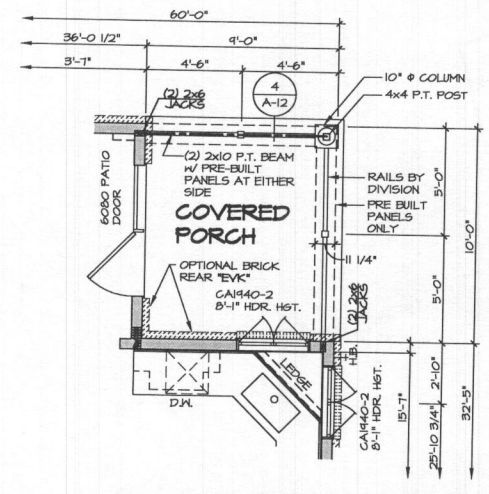 60'-0"
36'-0 1/2"
9'-0"
3'-7"
4'-6"
4'-6"
4
A-12
(2) 2x6
JACKS
10" Φ COLUMN
4x4 P.T. POST
(2) 2x10 P.T. BEAM
W/ PRE-BUILT
PANELS AT EITHER
SIDE
RAILS BY
DIVISION
PRE BUILT
PANELS
ONLY
5'-0"
10'-0"
6080 PATIO
DOOR
COVERED
PORCH
11 1/4"
OPTIONAL BRICK
REAR "EVK"
CA1940-2
8'-1" HDR. HGT.
5'-0"
(2) 2x6
JACKS
H.B.
LEDGE
D.W.
CA1940-2
8'-1" HDR. HGT.
15'-7"
2'-10"
25'-10 3/4"
32'-5"